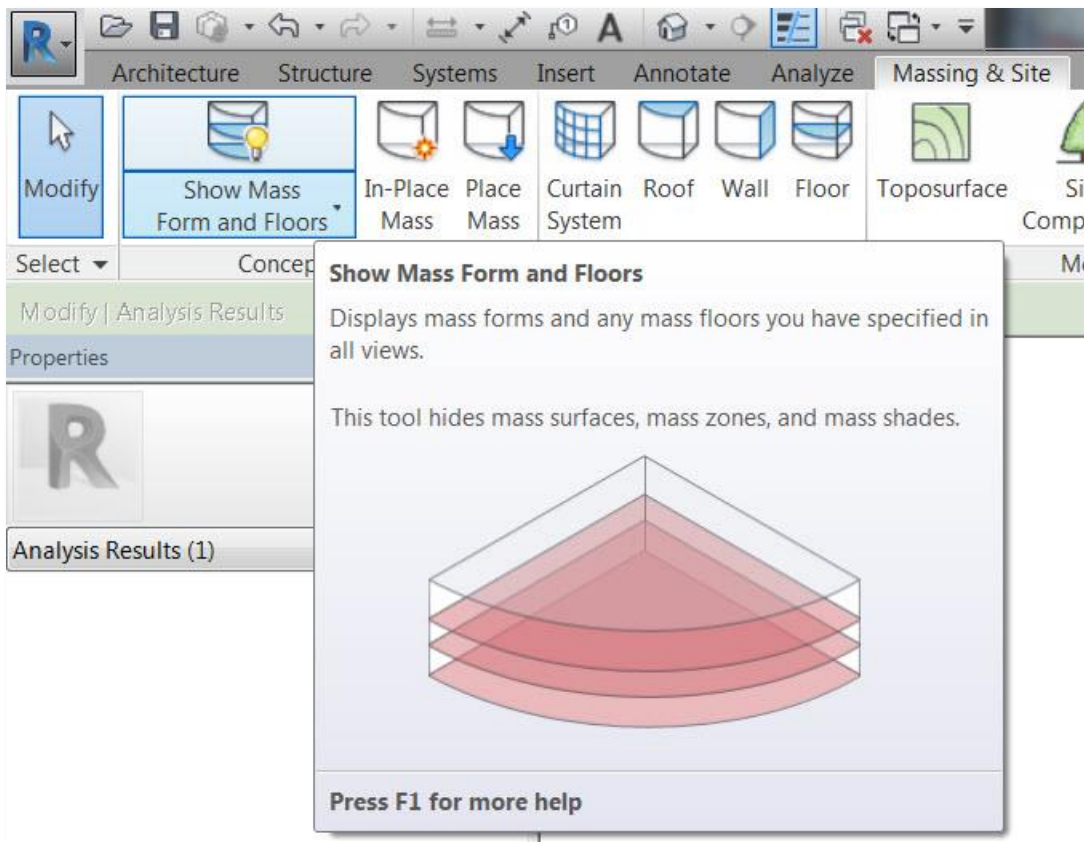 Architecture Structure Systems Insert Annotate Analyze Massing & Site
Modify
Show Mass
Form and Floors
In-Place
Mass
Place
Mass
Curtain
System
Roof
Wall
Floor
Toposurface
Si
Comp
Select
Concep
M
Modify | Analysis Results
Properties
Analysis Results (1)
Show Mass Form and Floors
Displays mass forms and any mass floors you have specified in
all views.
This tool hides mass surfaces, mass zones, and mass shades.
Press F1 for more help